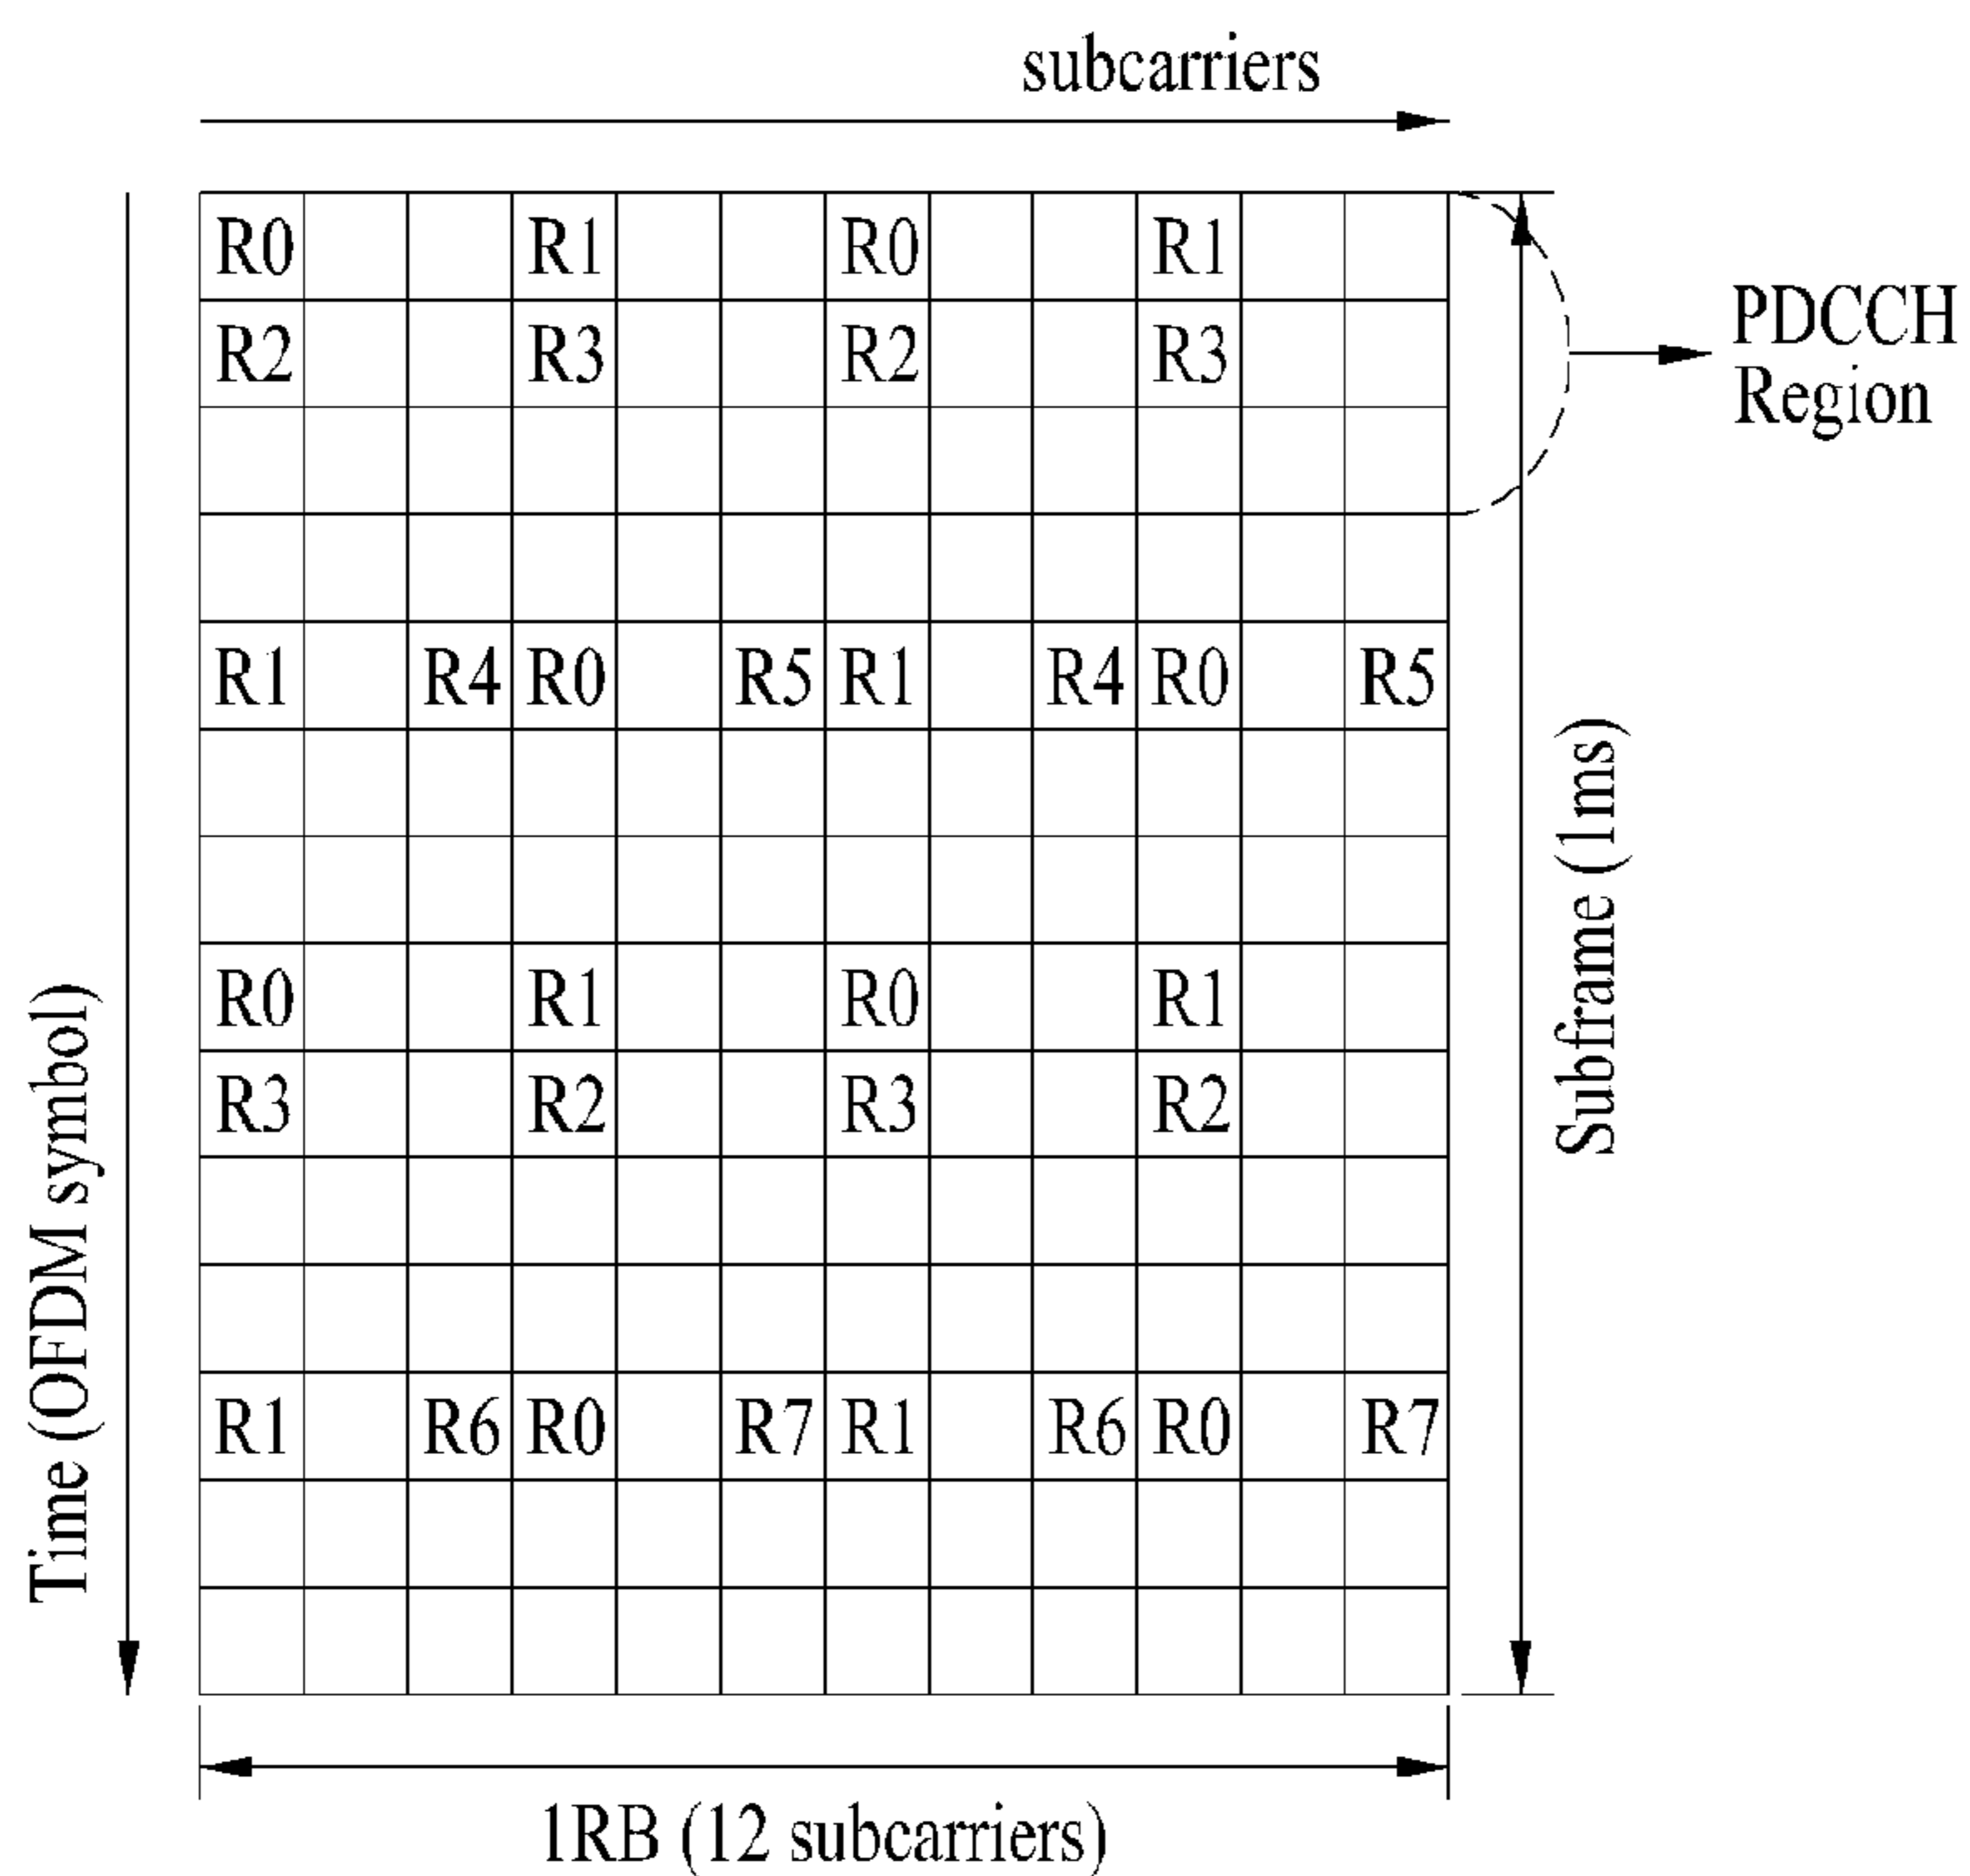 subcarriers
R0 R1 R0 R1
R2 R3 R2 R3
PDCCH
Region
R1 R4 R0 R5 R1 R4 R0 R5
R0 R1 R0 R1
R3 R2 R3 R2
R1 R6 R0 R7 R1 R6 R0 R7
Time (OFDM symbol)
Subframe (1ms)
1RB (12 subcarriers)